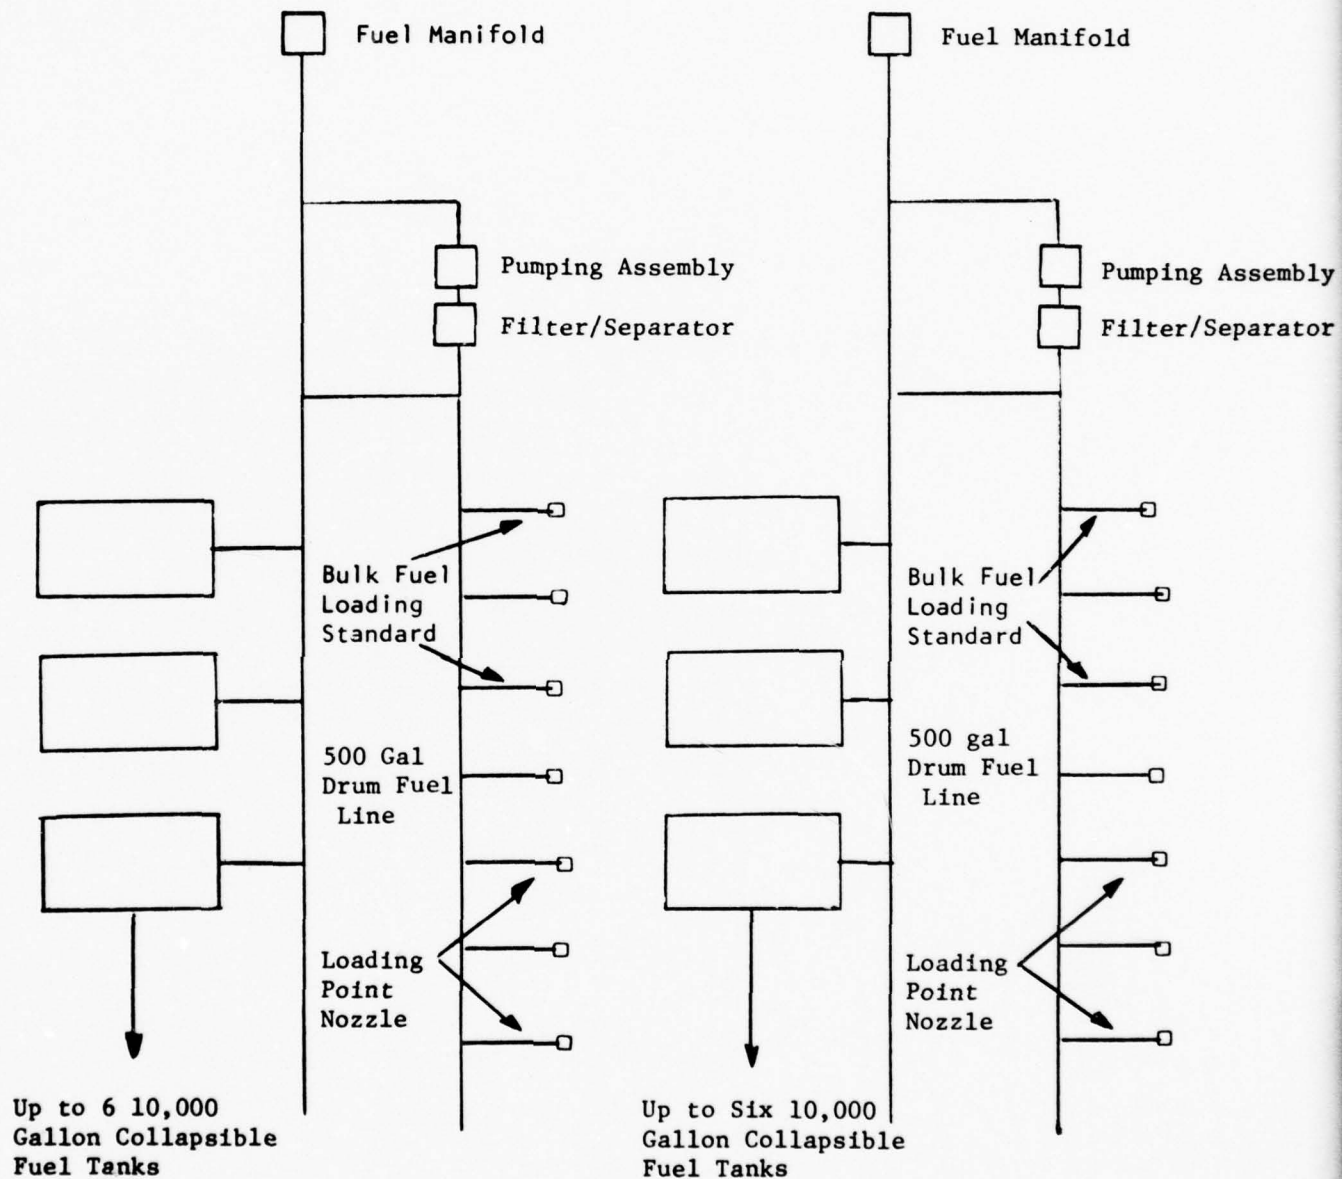 Fuel Manifold
Pumping Assembly
Filter/Separator
Bulk Fuel
Loading
Standard
500 Gal
Drum Fuel
Line
Loading
Point
Nozzle
Up to 6 10,000
Gallon Collapsible
Fuel Tanks
Fuel Manifold
Pumping Assembly
Filter/Separator
Bulk Fuel
Loading
Standard
500 gal
Drum Fuel
Line
Loading
Point
Nozzle
Up to Six 10,000
Gallon Collapsible
Fuel Tanks